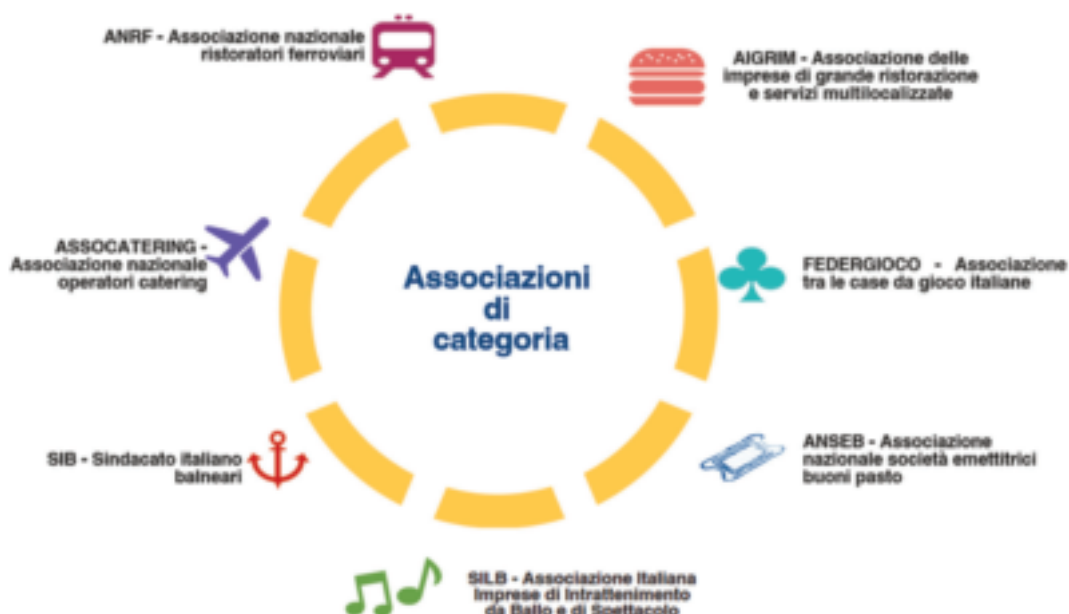 ANRF - Associazione nazionale
ristoratori ferroviari
AIGRIM - Associazione delle
imprese di grande ristorazione
e servizi multilocalizzate
ASSOCATERING -
Associazione nazionale
operatori catering
Associazioni
di
categoria
FEDERGIOCO - Associazione
tra le case da gioco italiane
SIB - Sindacato italiano
balneari
ANSEB - Associazione
nazionale società emettitrici
buoni pasto
SILB - Associazione Italiana
Imprese di Intrattenimento
da Ballo e di Spettacolo